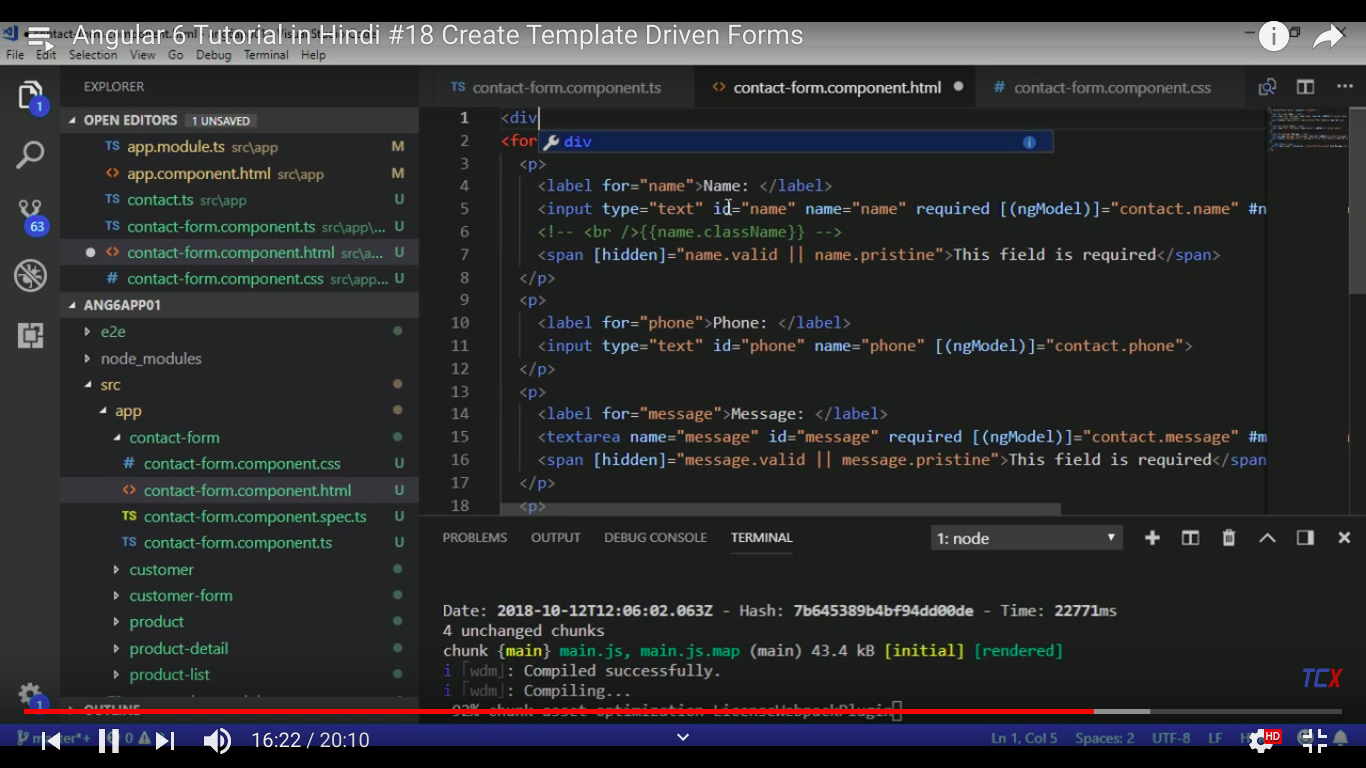 Angular 6 Tutorial in Hindi #18 Create Template Driven Forms
File Edit Selection View Go Debug Terminal Help
EXPLORER
OPEN EDITORS 1 UNSAVED
TS app.module.ts src\app M
<> app.component.html src\app M
TS contact.ts src\app U
TS contact-form.component.ts src\app\... U
<> contact-form.component.html src\a... U
# contact-form.component.css src\app... U
ANG6APP01
e2e
node_modules
src
app
contact-form
# contact-form.component.css U
<> contact-form.component.html U
TS contact-form.component.spec.ts U
TS contact-form.component.ts U
customer
customer-form
product
product-detail
product-list
OUTLINE
1
63
1
TS contact-form.component.ts <> contact-form.component.html # contact-form.component.css
1 <div
2 <for div
3 <p>
4 <label for="name">Name: </label>
5 <input type="text" id="name" name="name" required [(ngModel)]="contact.name" #n
6 <!-- <br />{{name.className}} -->
7 <span [hidden]="name.valid || name.pristine">This field is required</span>
8 </p>
9 <p>
10 <label for="phone">Phone: </label>
11 <input type="text" id="phone" name="phone" [(ngModel)]="contact.phone">
12 </p>
13 <p>
14 <label for="message">Message: </label>
15 <textarea name="message" id="message" required [(ngModel)]="contact.message" #m
16 <span [hidden]="message.valid || message.pristine">This field is required</span
17 </p>
18 <p>
PROBLEMS OUTPUT DEBUG CONSOLE TERMINAL 1: node
Date: 2018-10-12T12:06:02.063Z - Hash: 7b645389b4bf94dd00de - Time: 22771ms
4 unchanged chunks
chunk {main} main.js, main.js.map (main) 43.4 kB [initial] [rendered]
i ｢wdm｣: Compiled successfully.
i ｢wdm｣: Compiling...
92% chunk asset optimization LicenseWebpackPlugin
TCX
16:22 / 20:10
Ln 1, Col 5 Spaces: 2 UTF-8 LF
HD